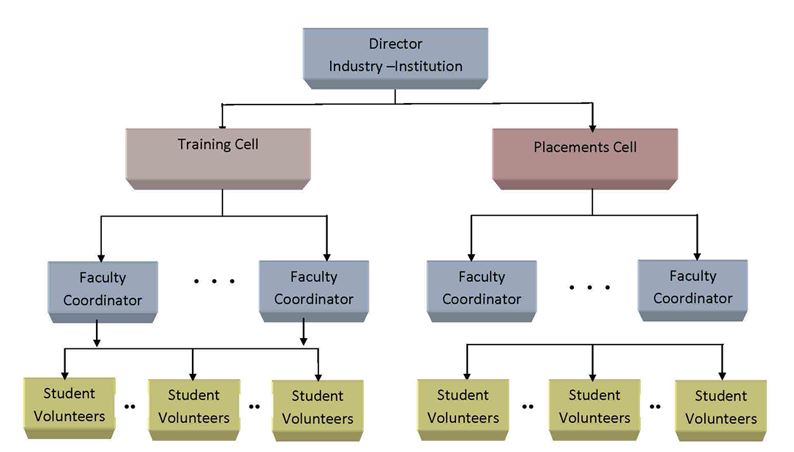 Director
Industry –Institution
Training Cell
Placements Cell
Faculty
Coordinator
. . .
Faculty
Coordinator
Faculty
Coordinator
. . .
Faculty
Coordinator
Student
Volunteers
..
Student
Volunteers
..
Student
Volunteers
Student
Volunteers
..
Student
Volunteers
..
Student
Volunteers